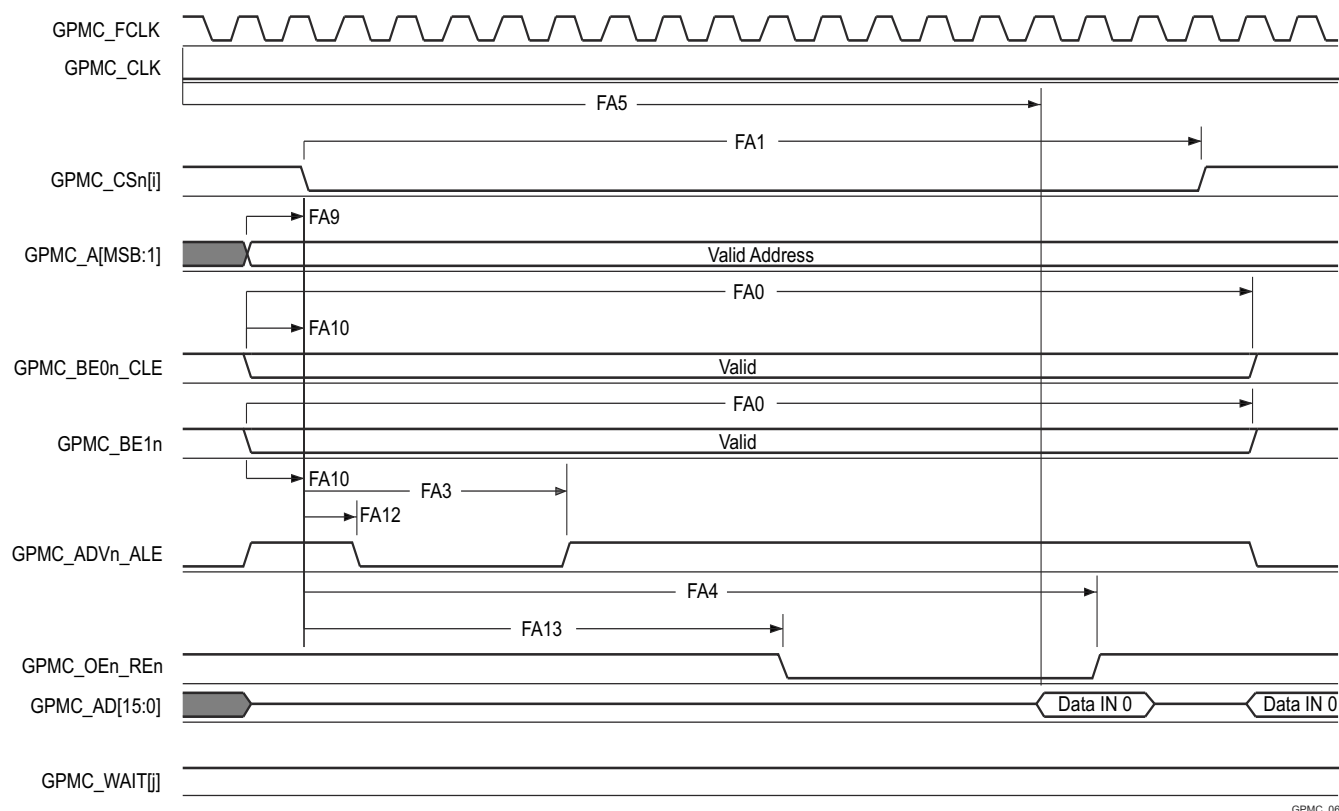 GPMC_FCLK
GPMC_CLK
FA5
FA1
GPMC_CSn[i]
FA9
GPMC_A[MSB:1] Valid Address
FA0
FA10
GPMC_BE0n_CLE Valid
FA0
GPMC_BE1n Valid
FA10
FA3
FA12
GPMC_ADVn_ALE
FA4
FA13
GPMC_OEn_REn
GPMC_AD[15:0] Data IN 0 Data IN 0
GPMC_WAIT[j]
GPMC_06